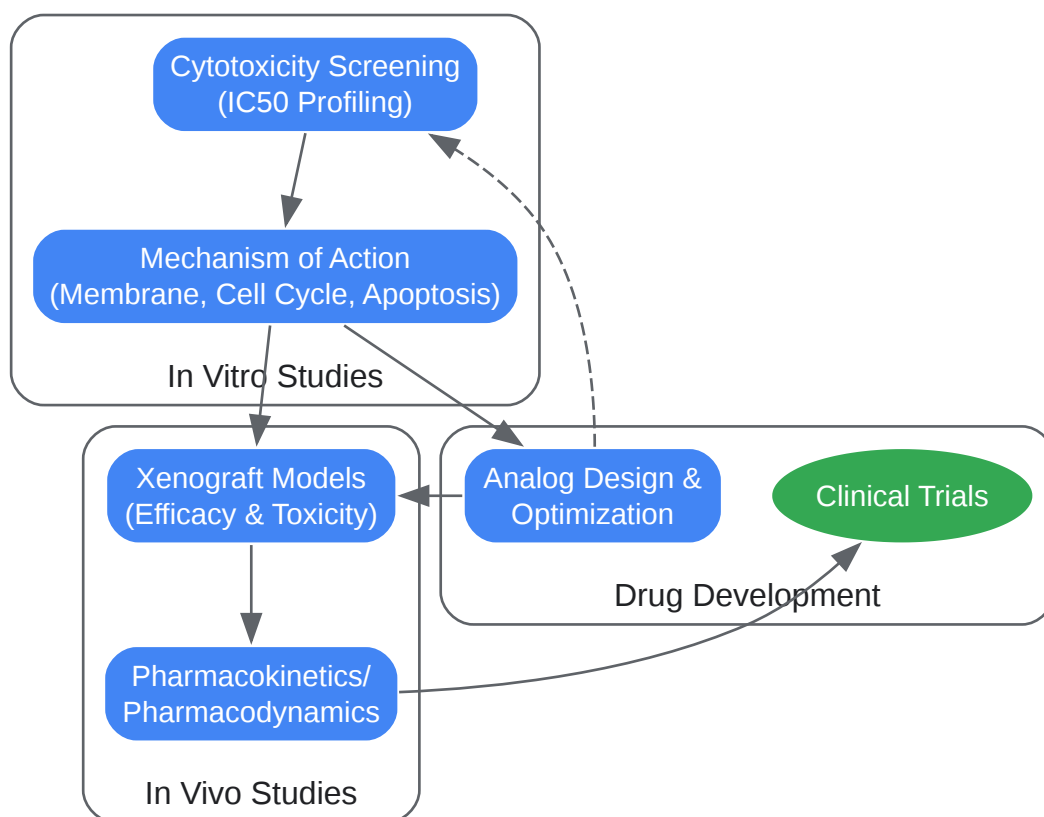 Cytotoxicity Screening
(IC50 Profiling)
Mechanism of Action
(Membrane, Cell Cycle, Apoptosis)
In Vitro Studies
Xenograft Models
(Efficacy & Toxicity)
Analog Design &
Optimization
Clinical Trials
Drug Development
Pharmacokinetics/
Pharmacodynamics
In Vivo Studies